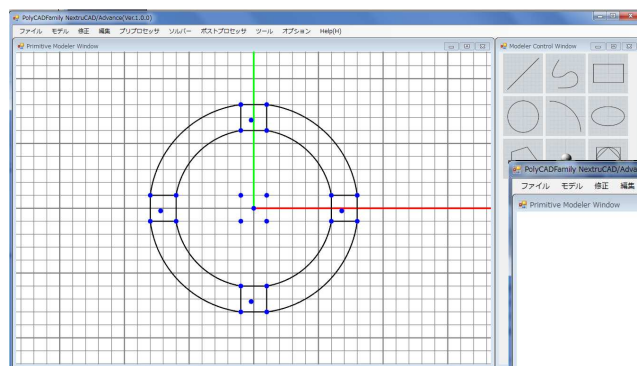 PolyCADFamily NextruCAD/Advance(Ver.1.0.0)
ファイル モデル 修正 編集 プリプロセッサ ソルバー ポストプロセッサ ツール オプション Help(H)
Primitive Modeler Window
Modeler Control Window
PolyCADFamily NextruCAD/Adva
ファイル モデル 修正 編集
Primitive Modeler Window